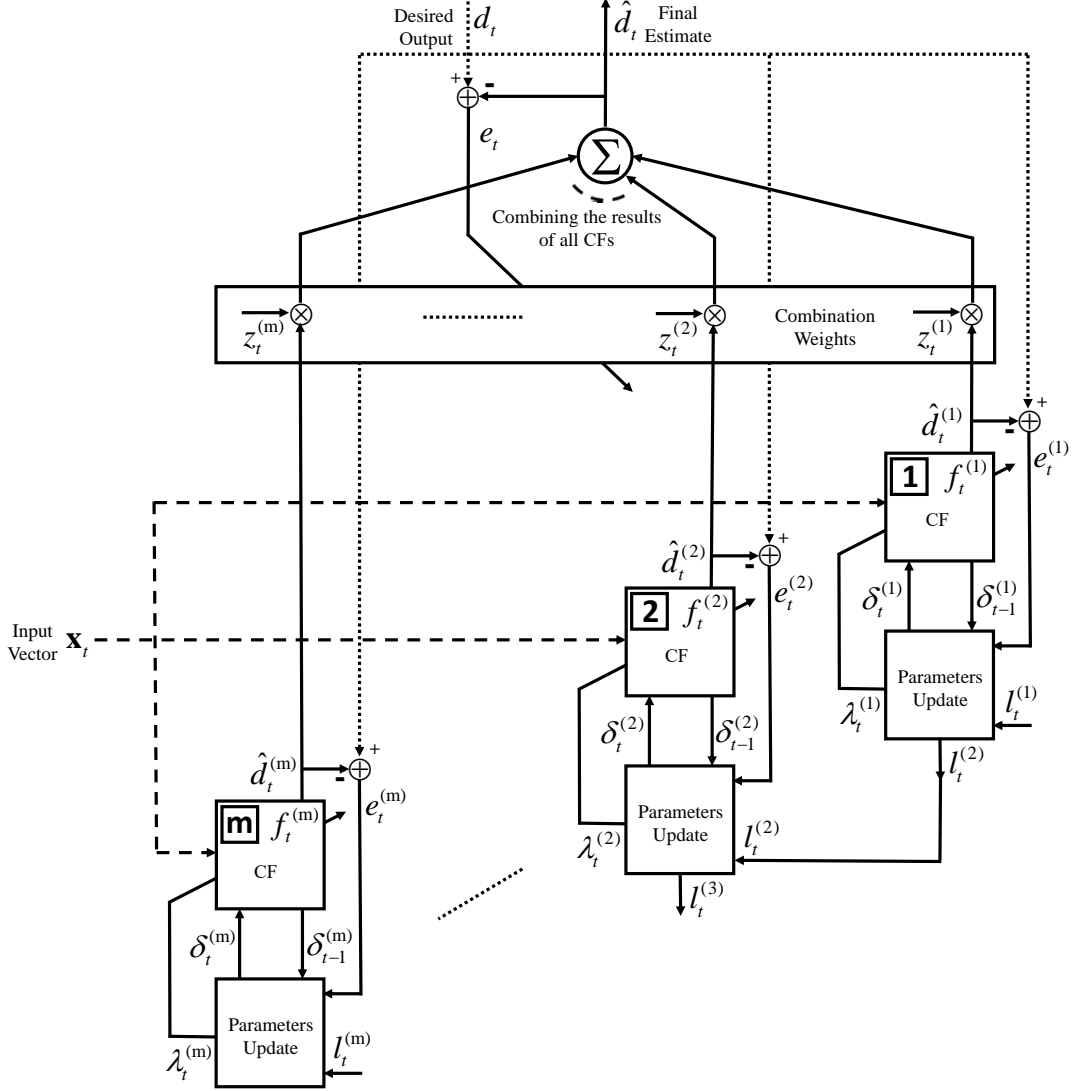 Desired Output d_t
d̂_t Final Estimate
+
-
e_t
Σ
Combining the results of all CFs
z_t^(m)
z_t^(2)
Combination Weights
z_t^(1)
d̂_t^(1)
+
-
e_t^(1)
1 f_t^(1)
CF
δ_t^(1)
δ_{t-1}^(1)
Parameters Update
λ_t^(1)
l_t^(1)
l_t^(2)
d̂_t^(2)
+
-
e_t^(2)
2 f_t^(2)
CF
Input Vector x_t
δ_t^(2)
δ_{t-1}^(2)
Parameters Update
λ_t^(2)
l_t^(2)
l_t^(3)
d̂_t^(m)
+
-
e_t^(m)
m f_t^(m)
CF
δ_t^(m)
δ_{t-1}^(m)
Parameters Update
λ_t^(m)
l_t^(m)